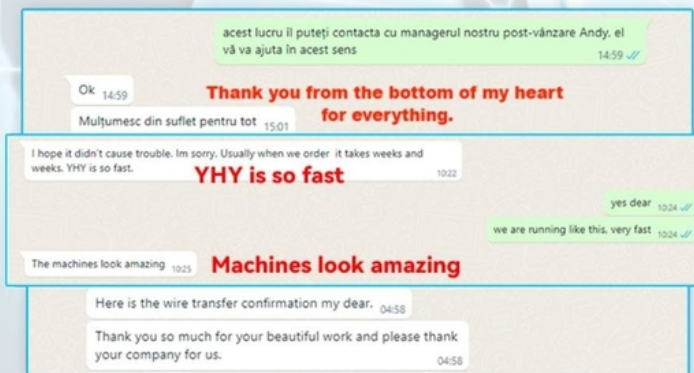 acest lucru îl puteți contacta cu managerul nostru post-vânzare Andy. el
vă va ajuta în acest sens
14:59
Ok 14:59
Thank you from the bottom of my heart
for everything.
Mulțumesc din suflet pentru tot 15:01
I hope it didn't cause trouble. Im sorry. Usually when we order it takes weeks and
weeks. YHY is so fast. 10:22
YHY is so fast
yes dear 10:24
we are running like this. very fast 10:24
The machines look amazing 10:25
Machines look amazing
Here is the wire transfer confirmation my dear. 04:58
Thank you so much for your beautiful work and please thank
your company for us. 04:58